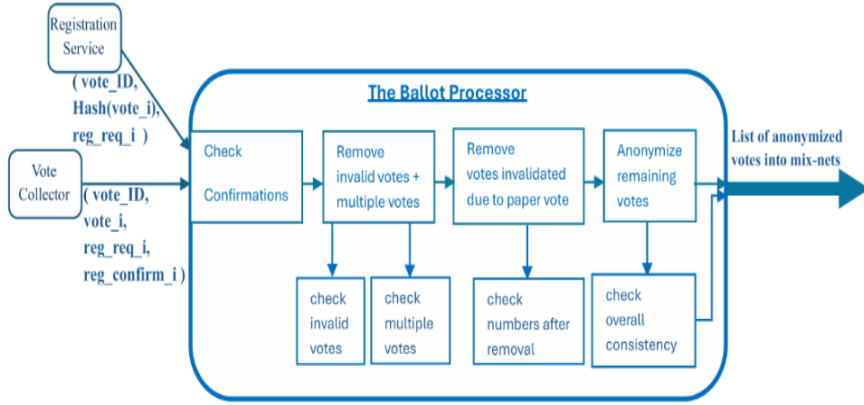 Registration
Service
( vote_ID,
Hash(vote_i),
reg_req_i )
Vote
Collector
( vote_ID,
vote_i,
reg_req_i,
reg_confirm_i )
The Ballot Processor
Check
Confirmations
Remove
invalid votes +
multiple votes
Remove
votes invalidated
due to paper vote
Anonymize
remaining
votes
check
invalid
votes
check
multiple
votes
check
numbers after
removal
check
overall
consistency
List of anonymized
votes into mix-nets